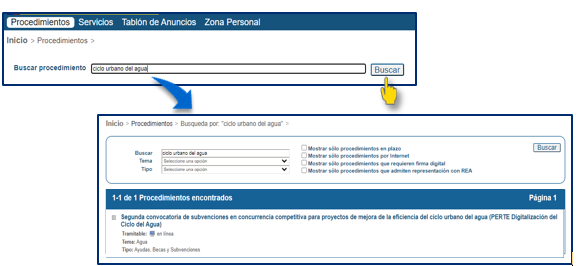 Procedimientos Servicios Tablón de Anuncios Zona Personal
Inicio > Procedimientos >
Buscar procedimiento ciclo urbano del agua Buscar
Inicio > Procedimientos > Busqueda por: "ciclo urbano del agua" >
Buscar ciclo urbano del agua
Tema Seleccione una opción
Tipo Seleccione una opción
Mostrar sólo procedimientos en plazo
Mostrar sólo procedimientos por Internet
Mostrar sólo procedimientos que requieren firma digital
Mostrar sólo procedimientos que admiten representación con REA
Buscar
1-1 de 1 Procedimientos encontrados Página 1
Segunda convocatoria de subvenciones en concurrencia competitiva para proyectos de mejora de la eficiencia del ciclo urbano del agua (PERTE Digitalización del
Ciclo del Agua)
Tramitable: en línea
Tema: Agua
Tipo: Ayudas, Becas y Subvenciones